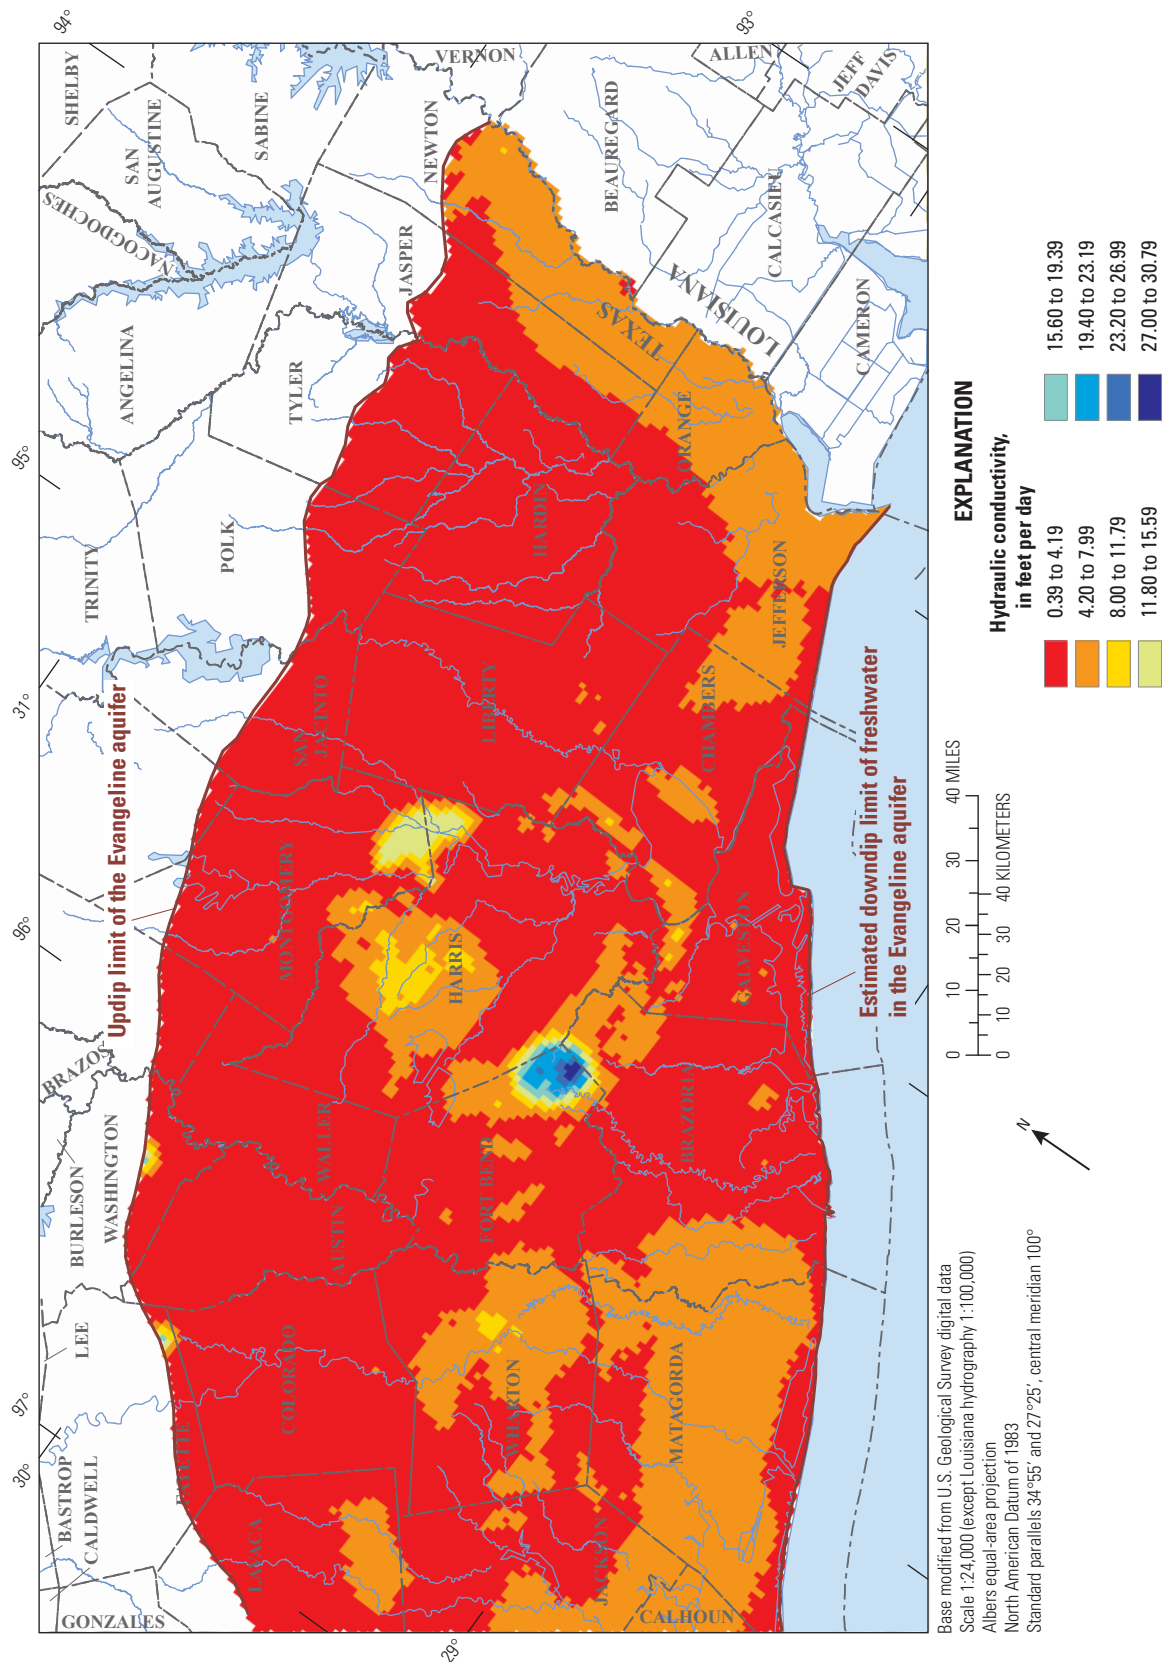 94°
93°
95°
31°
96°
97°
30°
29°
SHELBY
SAN
AUGUSTINE
SABINE
VERNON
ALLEN
JEFF
DAVIS
NACOGDOCHES
NEWTON
BEAUREGARD
ANGELINA
JASPER
CALCASIEU
TYLER
TEXAS
LOUISIANA
CAMERON
TRINITY
POLK
HARDIN
ORANGE
JEFFERSON
SAN
JACINTO
LIBERTY
CHAMBERS
MONTGOMERY
HARRIS
GALVESTON
BRAZOS
BURLESON
WASHINGTON
WALLER
AUSTIN
FORT BEND
BRAZORIA
LEE
COLORADO
WHARTON
MATAGORDA
BASTROP
CALDWELL
FAYETTE
LAVACA
JACKSON
GONZALES
CALHOUN
Updip limit of the Evangeline aquifer
Estimated downdip limit of freshwater
in the Evangeline aquifer
EXPLANATION
Hydraulic conductivity,
in feet per day
0.39 to 4.19
4.20 to 7.99
8.00 to 11.79
11.80 to 15.59
15.60 to 19.39
19.40 to 23.19
23.20 to 26.99
27.00 to 30.79
0 10 20 30 40 MILES
0 10 20 30 40 KILOMETERS
N
Base modified from U.S. Geological Survey digital data
Scale 1:24,000 (except Louisiana hydrography 1:100,000)
Albers equal-area projection
North American Datum of 1983
Standard parallels 34°55′ and 27°25′, central meridian 100°